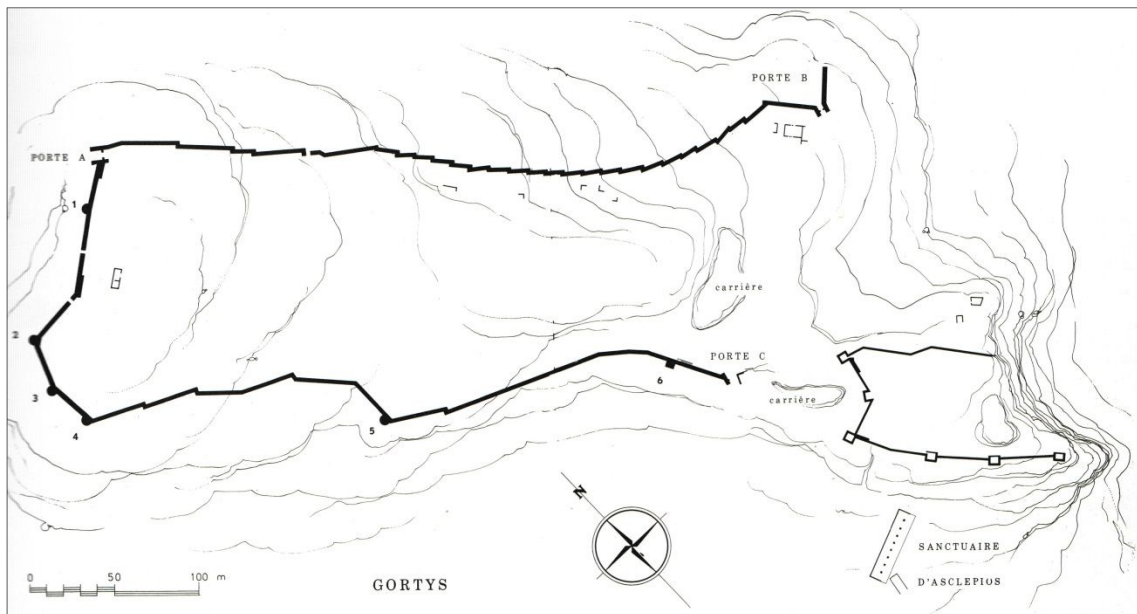 PORTE B
PORTE A
1
carrière
2
PORTE C
6
3
carrière
4
5
N
SANCTUAIRE
D'ASCLEPIOS
0 50 100 m
GORTYS